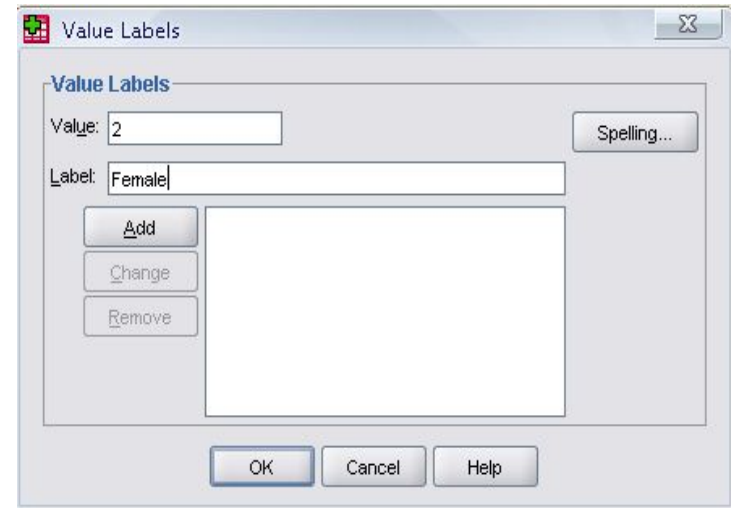 Value Labels
Value Labels
Value: 2
Spelling...
Label: Female
Add
Change
Remove
OK Cancel Help